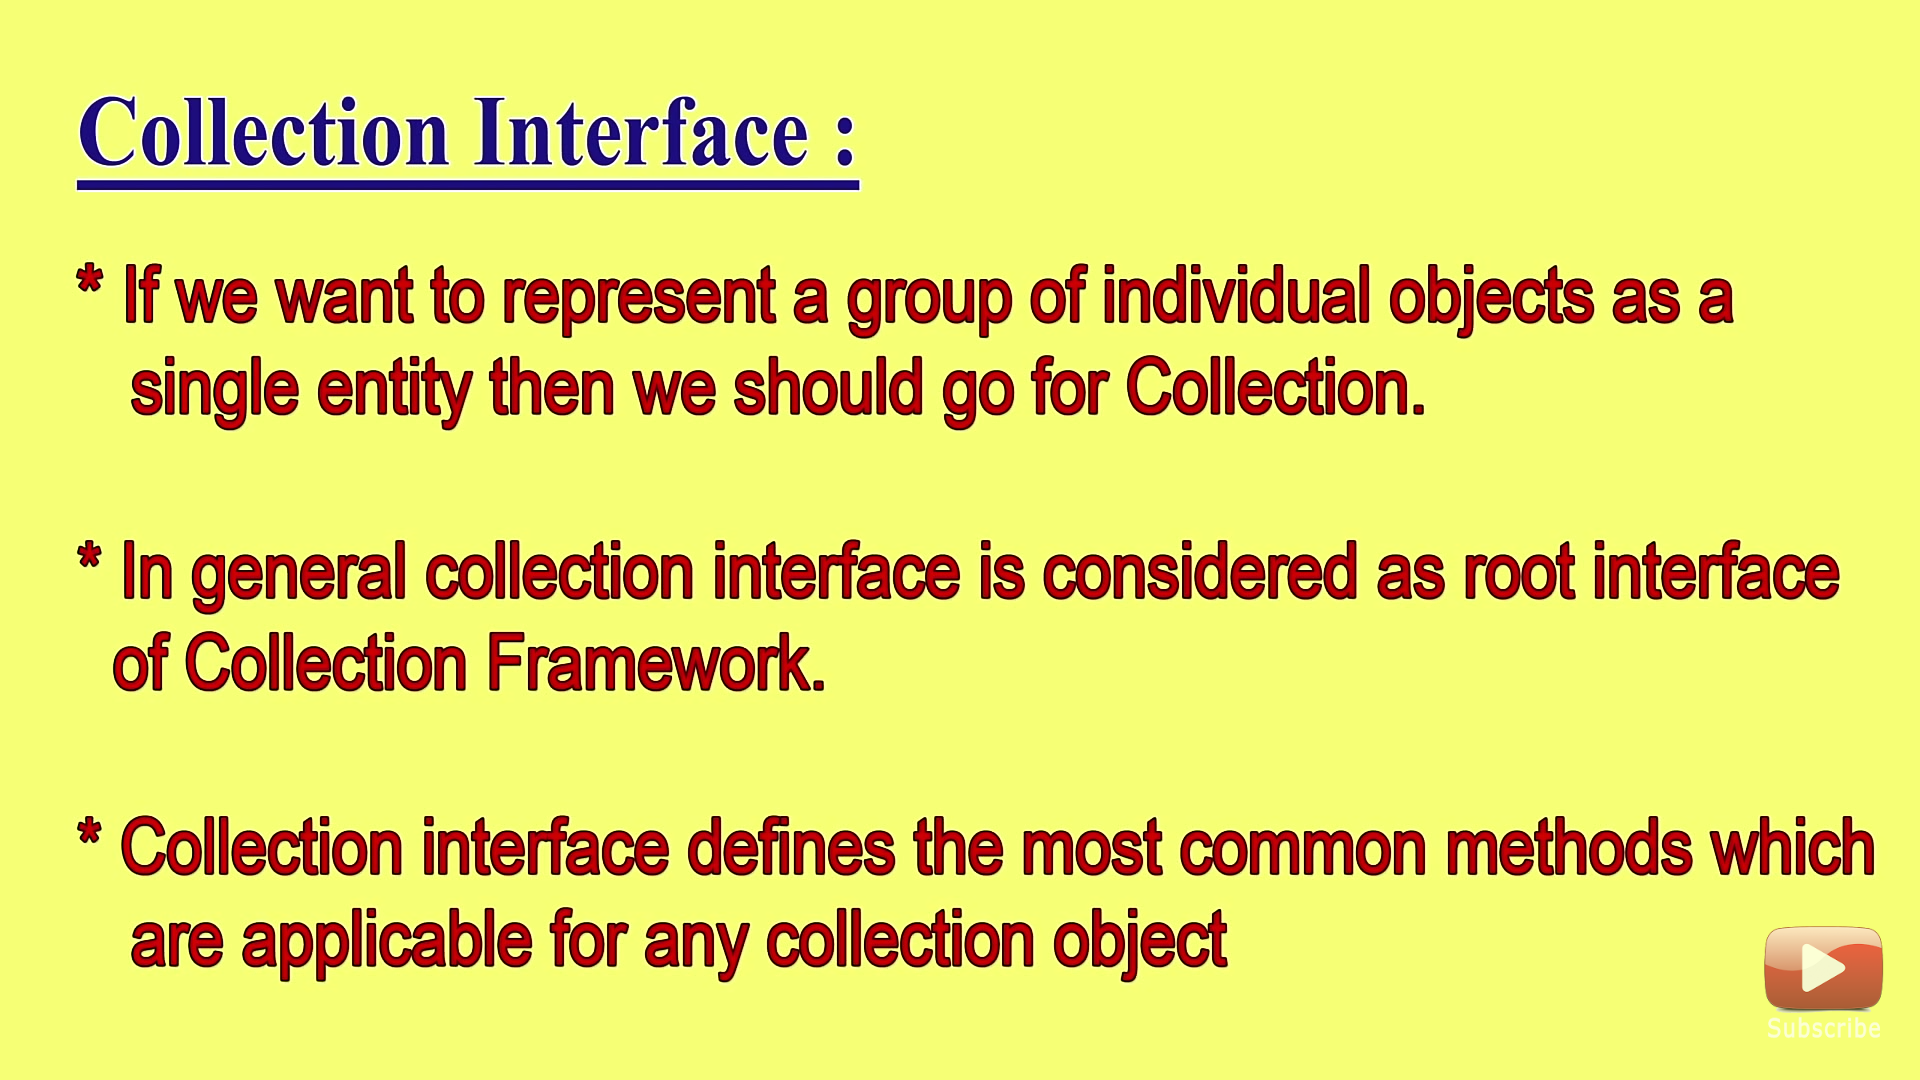 Collection Interface :
* If we want to represent a group of individual objects as a
single entity then we should go for Collection.
* In general collection interface is considered as root interface
of Collection Framework.
* Collection interface defines the most common methods which
are applicable for any collection object
Subscribe